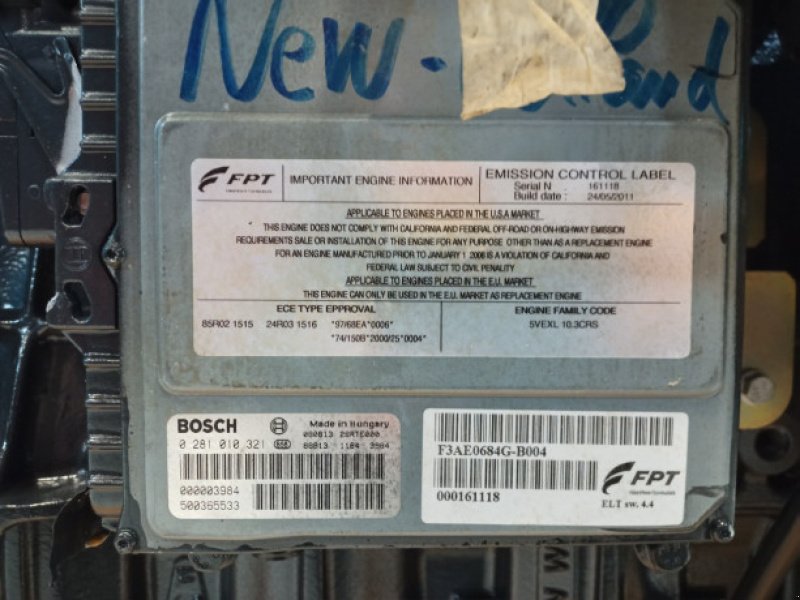 New.
FPT
IMPORTANT ENGINE INFORMATION
EMISSION CONTROL LABEL
Serial N 161118
Build date : 24/05/2011
APPLICABLE TO ENGINES PLACED IN THE U.S.A MARKET
THIS ENGINE DOES NOT COMPLY WITH CALIFORNIA AND FEDERAL OFF-ROAD OR ON-HIGHWAY EMISSION
REQUIREMENTS SALE OR INSTALLATION OF THIS ENGINE FOR ANY PURPOSE OTHER THAN AS A REPLACEMENT ENGINE
FOR AN ENGINE MANUFACTURED PRIOR TO JANUARY 1 2006 IS A VIOLATION OF CALIFORNIA AND
FEDERAL LAW SUBJECT TO CIVIL PENALITY
APPLICABLE TO ENGINES PLACED IN THE E.U. MARKET
THIS ENGINE CAN ONLY BE USED IN THE E.U. MARKET AS REPLACEMENT ENGINE
ECE TYPE EPPROVAL
85R02 1515 24R03 1516 "97/68EA*0006"
"74/150B*2000/25*0004"
ENGINE FAMILY CODE
5VEXL 10.3CRS
BOSCH
Made in Hungary
0 281 010 321
000003984
500365533
F3AE0684G-B004
000161118
FPT
ELT sw. 4.4